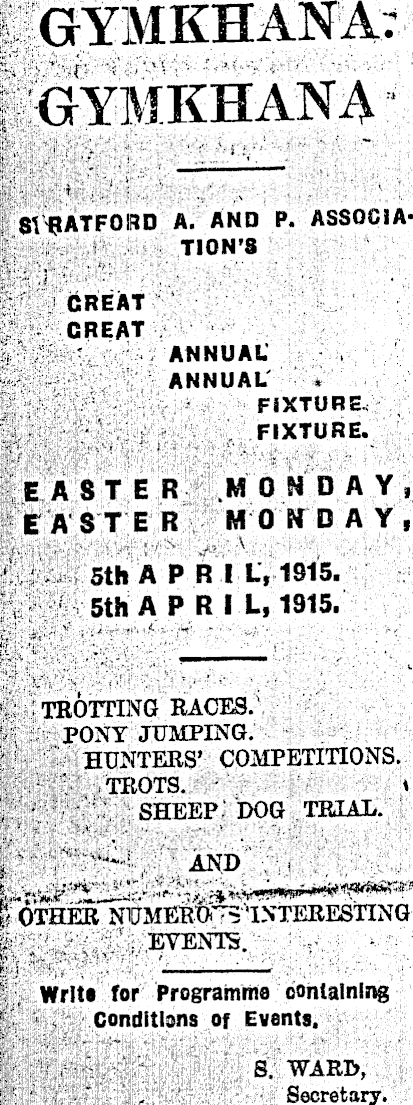 GYMKHANA.
GYMKHANA
STRATFORD A. AND P. ASSOCIA-
TION'S
GREAT
GREAT
ANNUAL
ANNUAL
FIXTURE.
FIXTURE.
EASTER MONDAY,
EASTER MONDAY,
5th APRIL, 1915.
5th APRIL, 1915.
TROTTING RACES.
PONY JUMPING.
HUNTERS' COMPETITIONS.
TROTS.
SHEEP DOG TRIAL.
AND
OTHER NUMEROUS INTERESTING
EVENTS.
Write for Programme containing
Conditions of Events.
S. WARD,
Secretary.